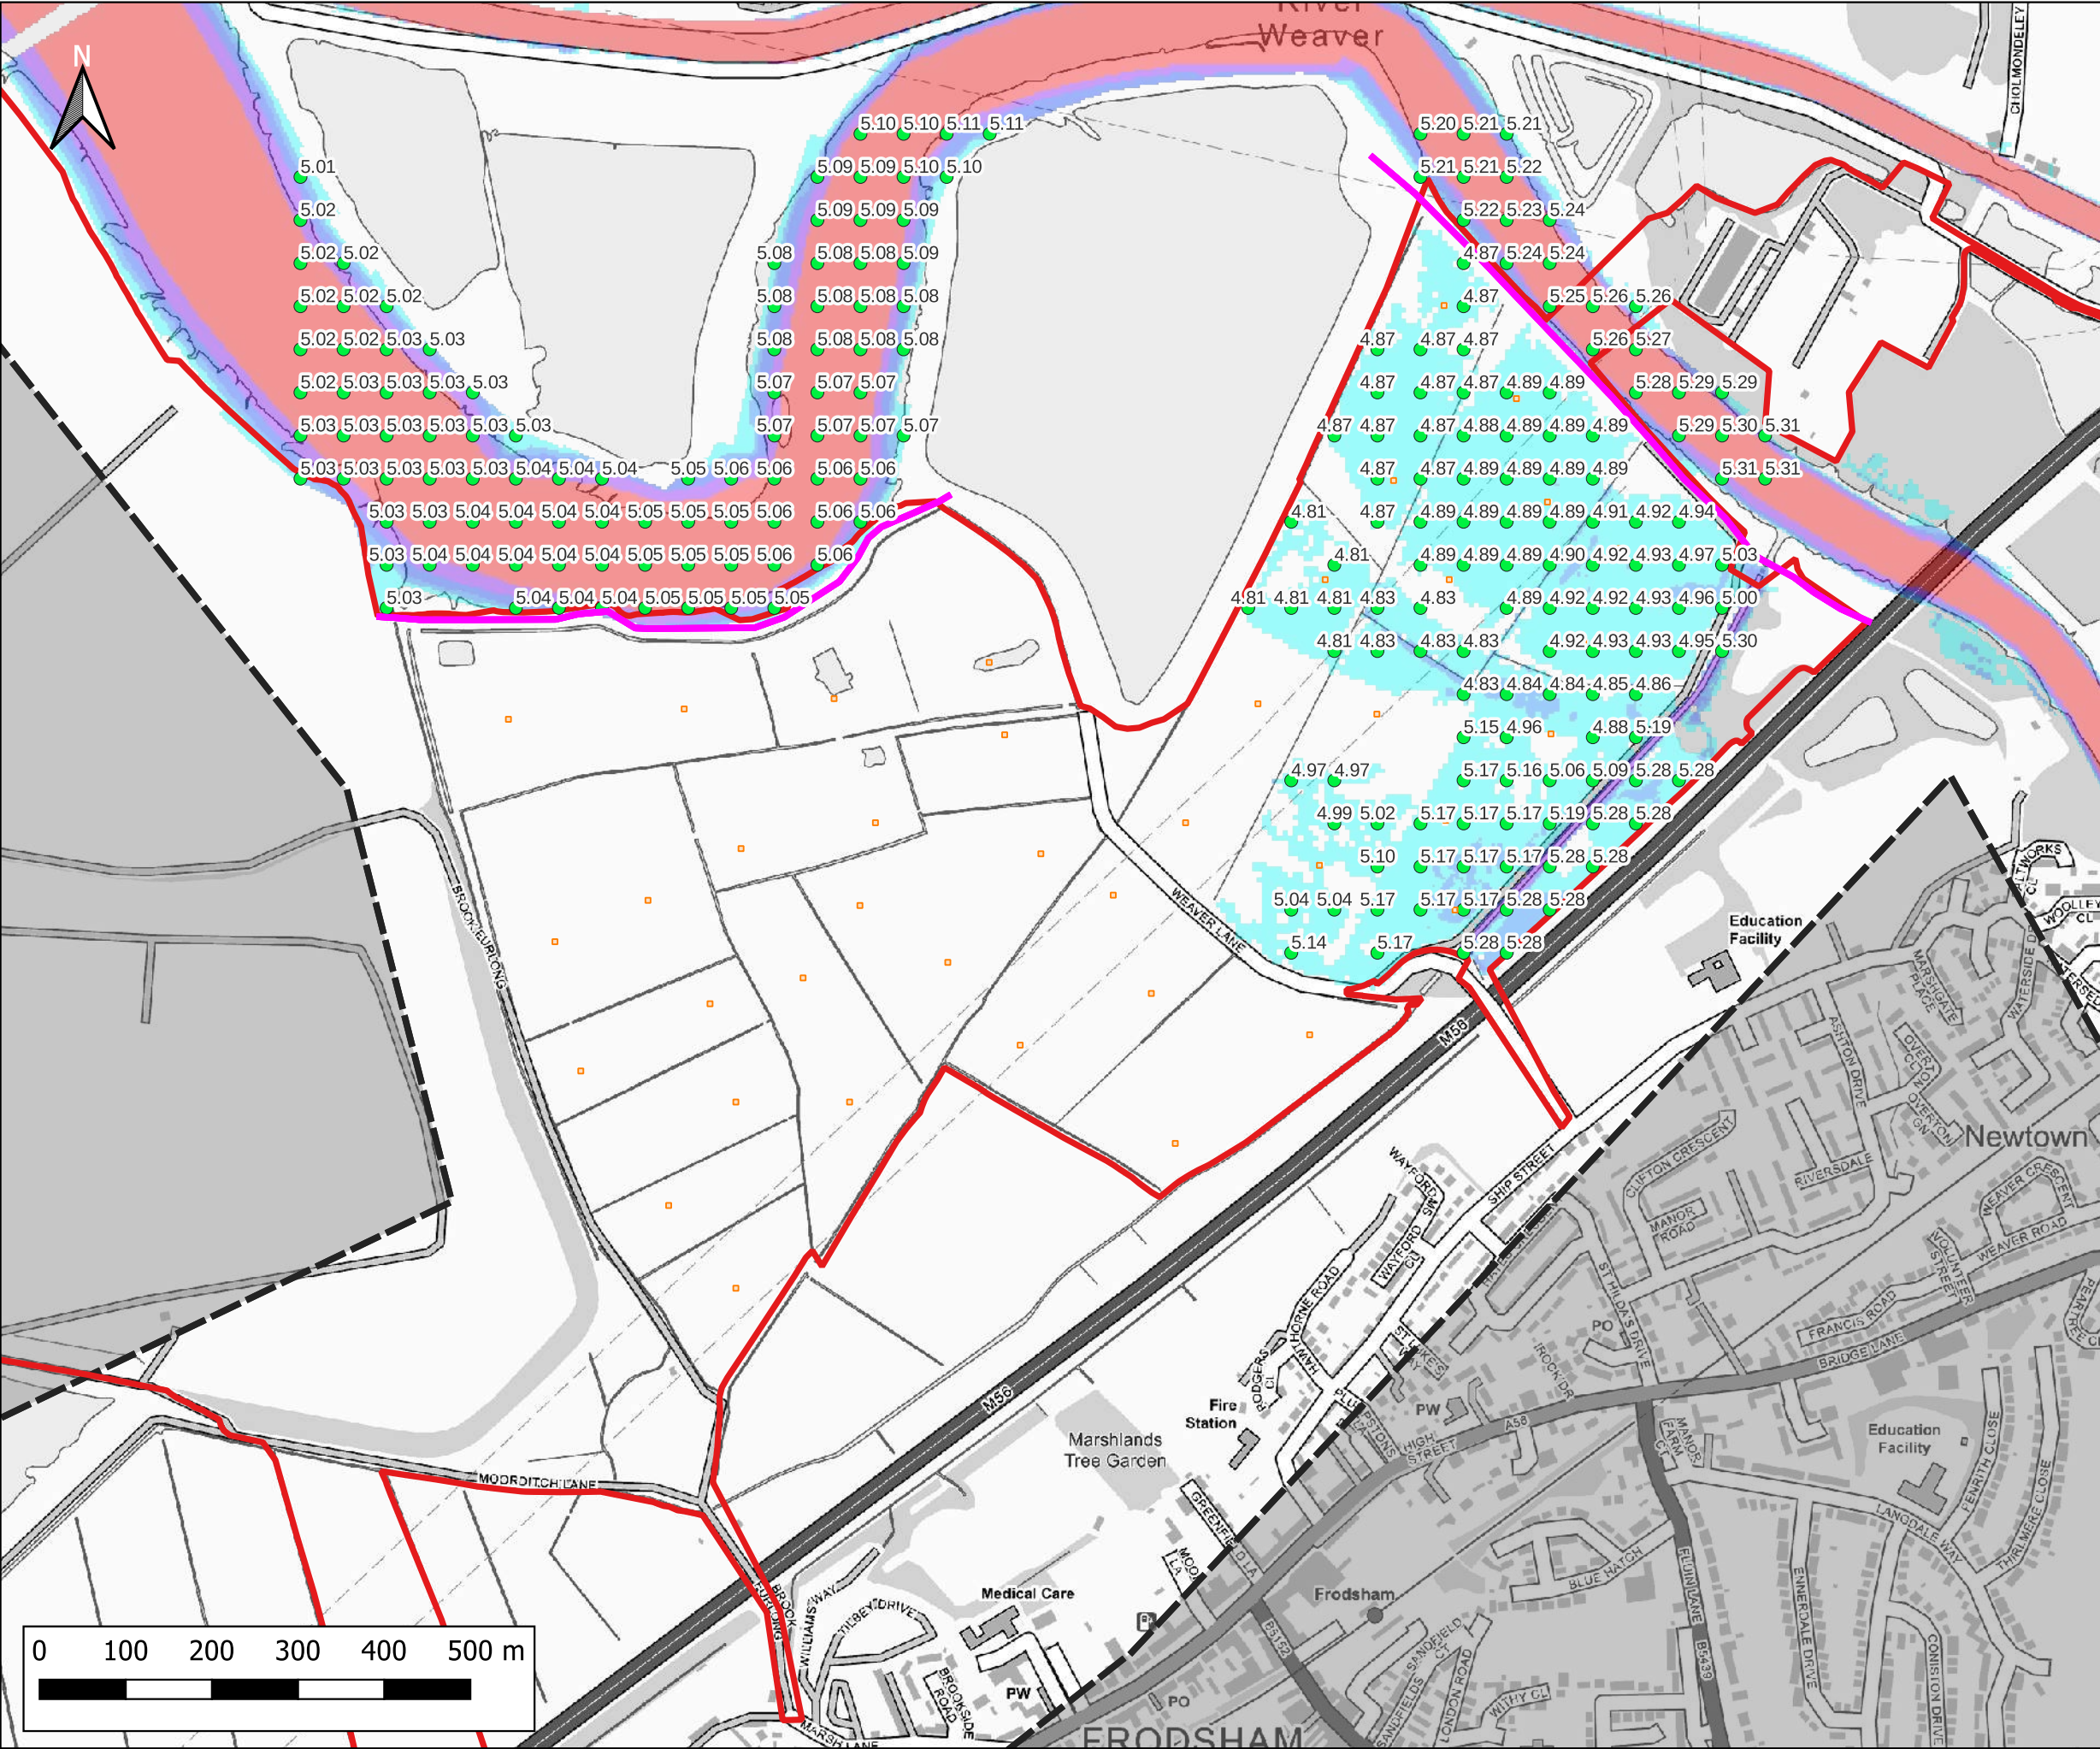 River
Weaver
N
CHOLMONDELEY
5.10 5.10 5.11 5.11
5.20 5.21 5.21
5.01
5.09 5.09 5.10 5.10
5.21 5.21 5.22
5.02
5.09 5.09 5.09
5.22 5.23 5.24
5.02 5.02
5.08 5.08 5.08 5.09
4.87 5.24 5.24
5.02 5.02 5.02
5.08 5.08 5.08 5.08
4.87 5.25 5.26 5.26
5.02 5.02 5.03 5.03
5.08 5.08 5.08 5.08
4.87 4.87 4.87 5.26 5.27
5.02 5.03 5.03 5.03 5.03
5.07 5.07 5.07
4.87 4.87 4.87 4.89 4.89 5.28 5.29 5.29
5.03 5.03 5.03 5.03 5.03 5.03
5.07 5.07 5.07 5.07
4.87 4.87 4.87 4.88 4.89 4.89 4.89 5.29 5.30 5.31
5.03 5.03 5.03 5.03 5.03 5.04 5.04 5.04 5.05 5.06 5.06 5.06 5.06
4.87 4.87 4.89 4.89 4.89 4.89 5.31 5.31
5.03 5.03 5.04 5.04 5.04 5.04 5.05 5.05 5.05 5.06 5.06 5.06
4.81 4.87 4.89 4.89 4.89 4.89 4.91 4.92 4.94
5.03 5.04 5.04 5.04 5.04 5.04 5.05 5.05 5.05 5.06 5.06
4.81 4.89 4.89 4.89 4.90 4.92 4.93 4.97 5.03
5.03 5.04 5.04 5.04 5.05 5.05 5.05 5.05
4.81 4.81 4.81 4.83 4.83 4.89 4.92 4.92 4.93 4.96 5.00
4.81 4.83 4.83 4.83 4.92 4.93 4.93 4.95 5.30
4.83 4.84 4.84 4.85 4.86
5.15 4.96 4.88 5.19
4.97 4.97 5.17 5.16 5.06 5.09 5.28 5.28
4.99 5.02 5.17 5.17 5.17 5.19 5.28 5.28
5.10 5.17 5.17 5.17 5.28 5.28
5.04 5.04 5.17 5.17 5.17 5.28 5.28
5.14 5.17 5.28 5.28
WEAVER LANE
BROOK FURLONG
Education
Facility
WOOLLEY
CL
MARSHGATE
PLACE
WATERSIDE DR
M56
ASHTON DRIVE
OVERTON
GN
Newtown
CLIFTON CRESCENT
RIVERSDALE
WEAVER CRESCENT
MANOR
ROAD
WEAVER ROAD
VOLUNTEER
STREET
WAYFORD
MS
SHIP STREET
WAYFORD
CL
HAWTHORNE ROAD
ST HILDA'S DRIVE
FRANCIS ROAD
PO
BRIDGE LANE
RODGERS
CL
ST LUKES
WAY
IROCK DR
M56
Fire
Station
PW
A56
HIGH
STREET
MANOR
FARM
CT
Education
Facility
Marshlands
Tree Garden
MOORDITCH LANE
PENRITH CLOSE
THIRLMERE CLOSE
LANGDALE WAY
GREENFIELD LA
BLUE HATCH
FLUIN LANE
ENNERDALE DRIVE
Medical Care
Frodsham
BROOK
FURLONG
WILLIAMS WAY
TILBEY DRIVE
BROOKSIDE
ROAD
PW
PO
B5152
SANDFIELD
CT
SANDFIELDS
LONDON ROAD
WITHY CL
B5439
CONISTON DRIVE
MARSH LANE
FRODSHAM
0 100 200 300 400 500 m